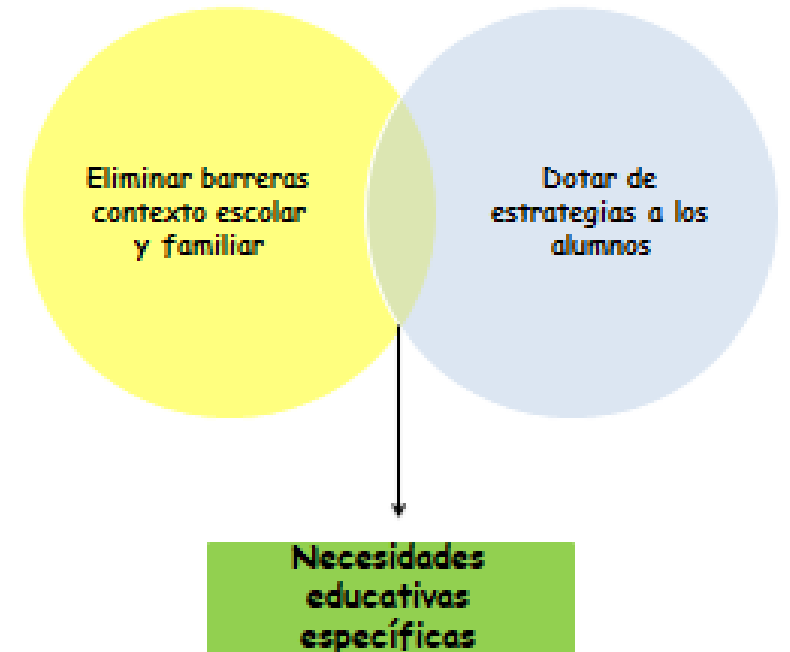 Eliminar barreras
contexto escolar
y familiar
Dotar de
estrategias a los
alumnos
Necesidades
educativas
específicas